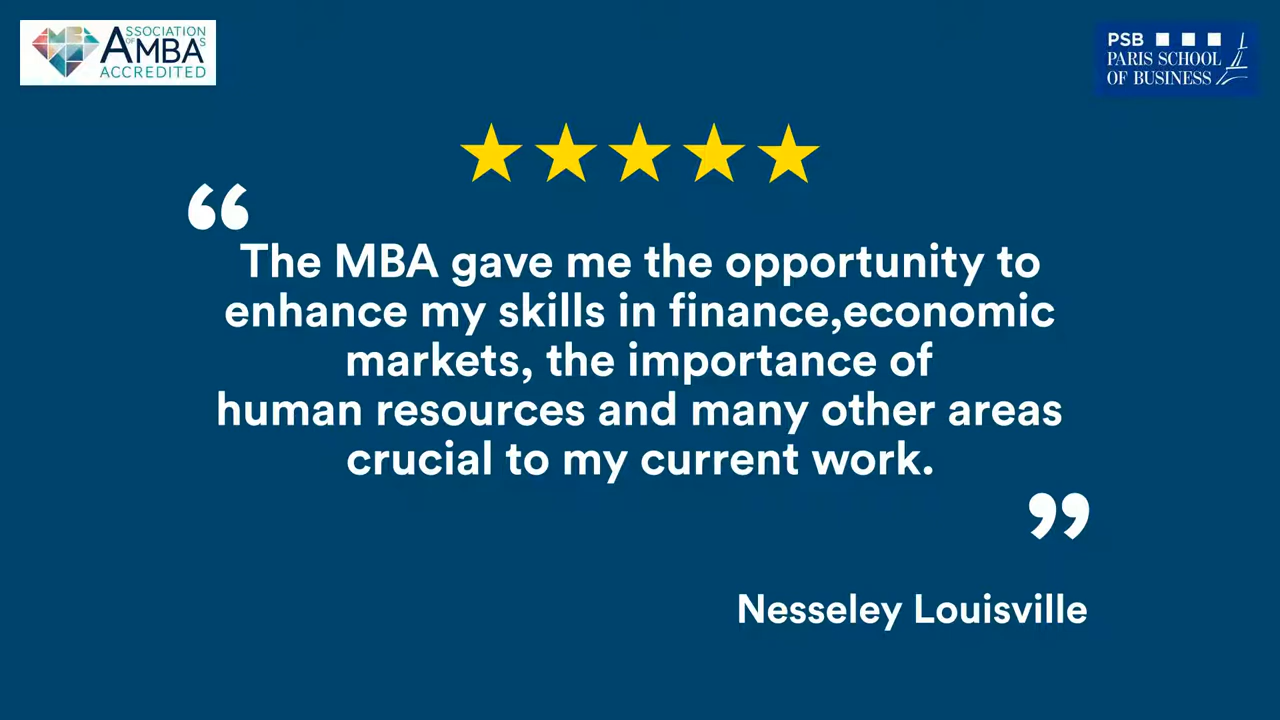 ASSOCIATION
OF AMBA'S
ACCREDITED
PSB
PARIS SCHOOL
OF BUSINESS
“
The MBA gave me the opportunity to
enhance my skills in finance,economic
markets, the importance of
human resources and many other areas
crucial to my current work.
”
Nesseley Louisville